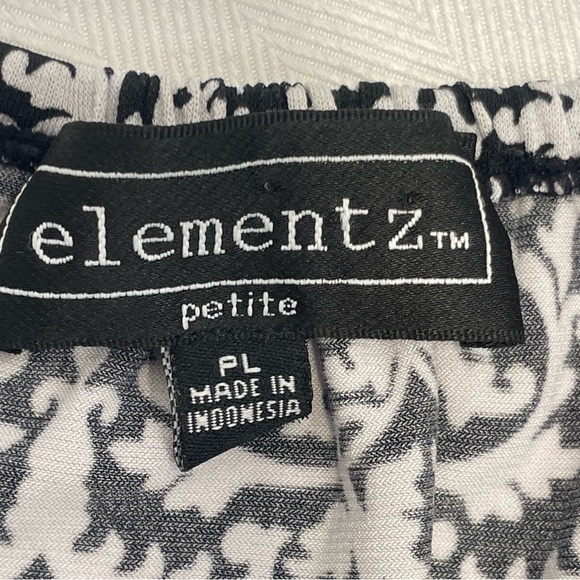 elementz™
petite
PL
MADE IN
INDONESIA